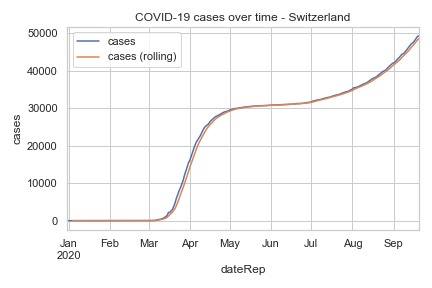 COVID-19 cases over time - Switzerland
cases
cases (rolling)
50000
40000
30000
20000
10000
0
cases
Jan Feb Mar Apr May Jun Jul Aug Sep
2020
dateRep